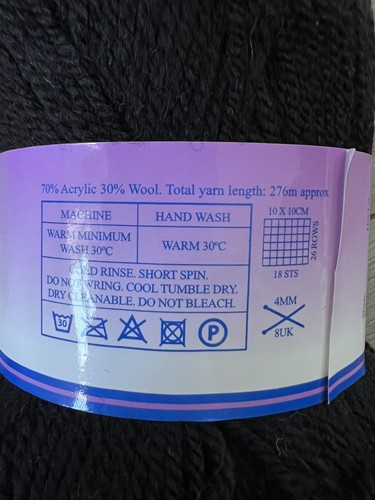 70% Acrylic 30% Wool. Total yarn length: 276m approx
MACHINE
HAND WASH
WARM MINIMUM
WASH 30ºC
WARM 30ºC
COLD RINSE. SHORT SPIN.
DO NOT WRING. COOL TUMBLE DRY.
DRY CLEANABLE. DO NOT BLEACH.
30
P
10 X 10CM
26 ROWS
18 STS
4MM
8UK